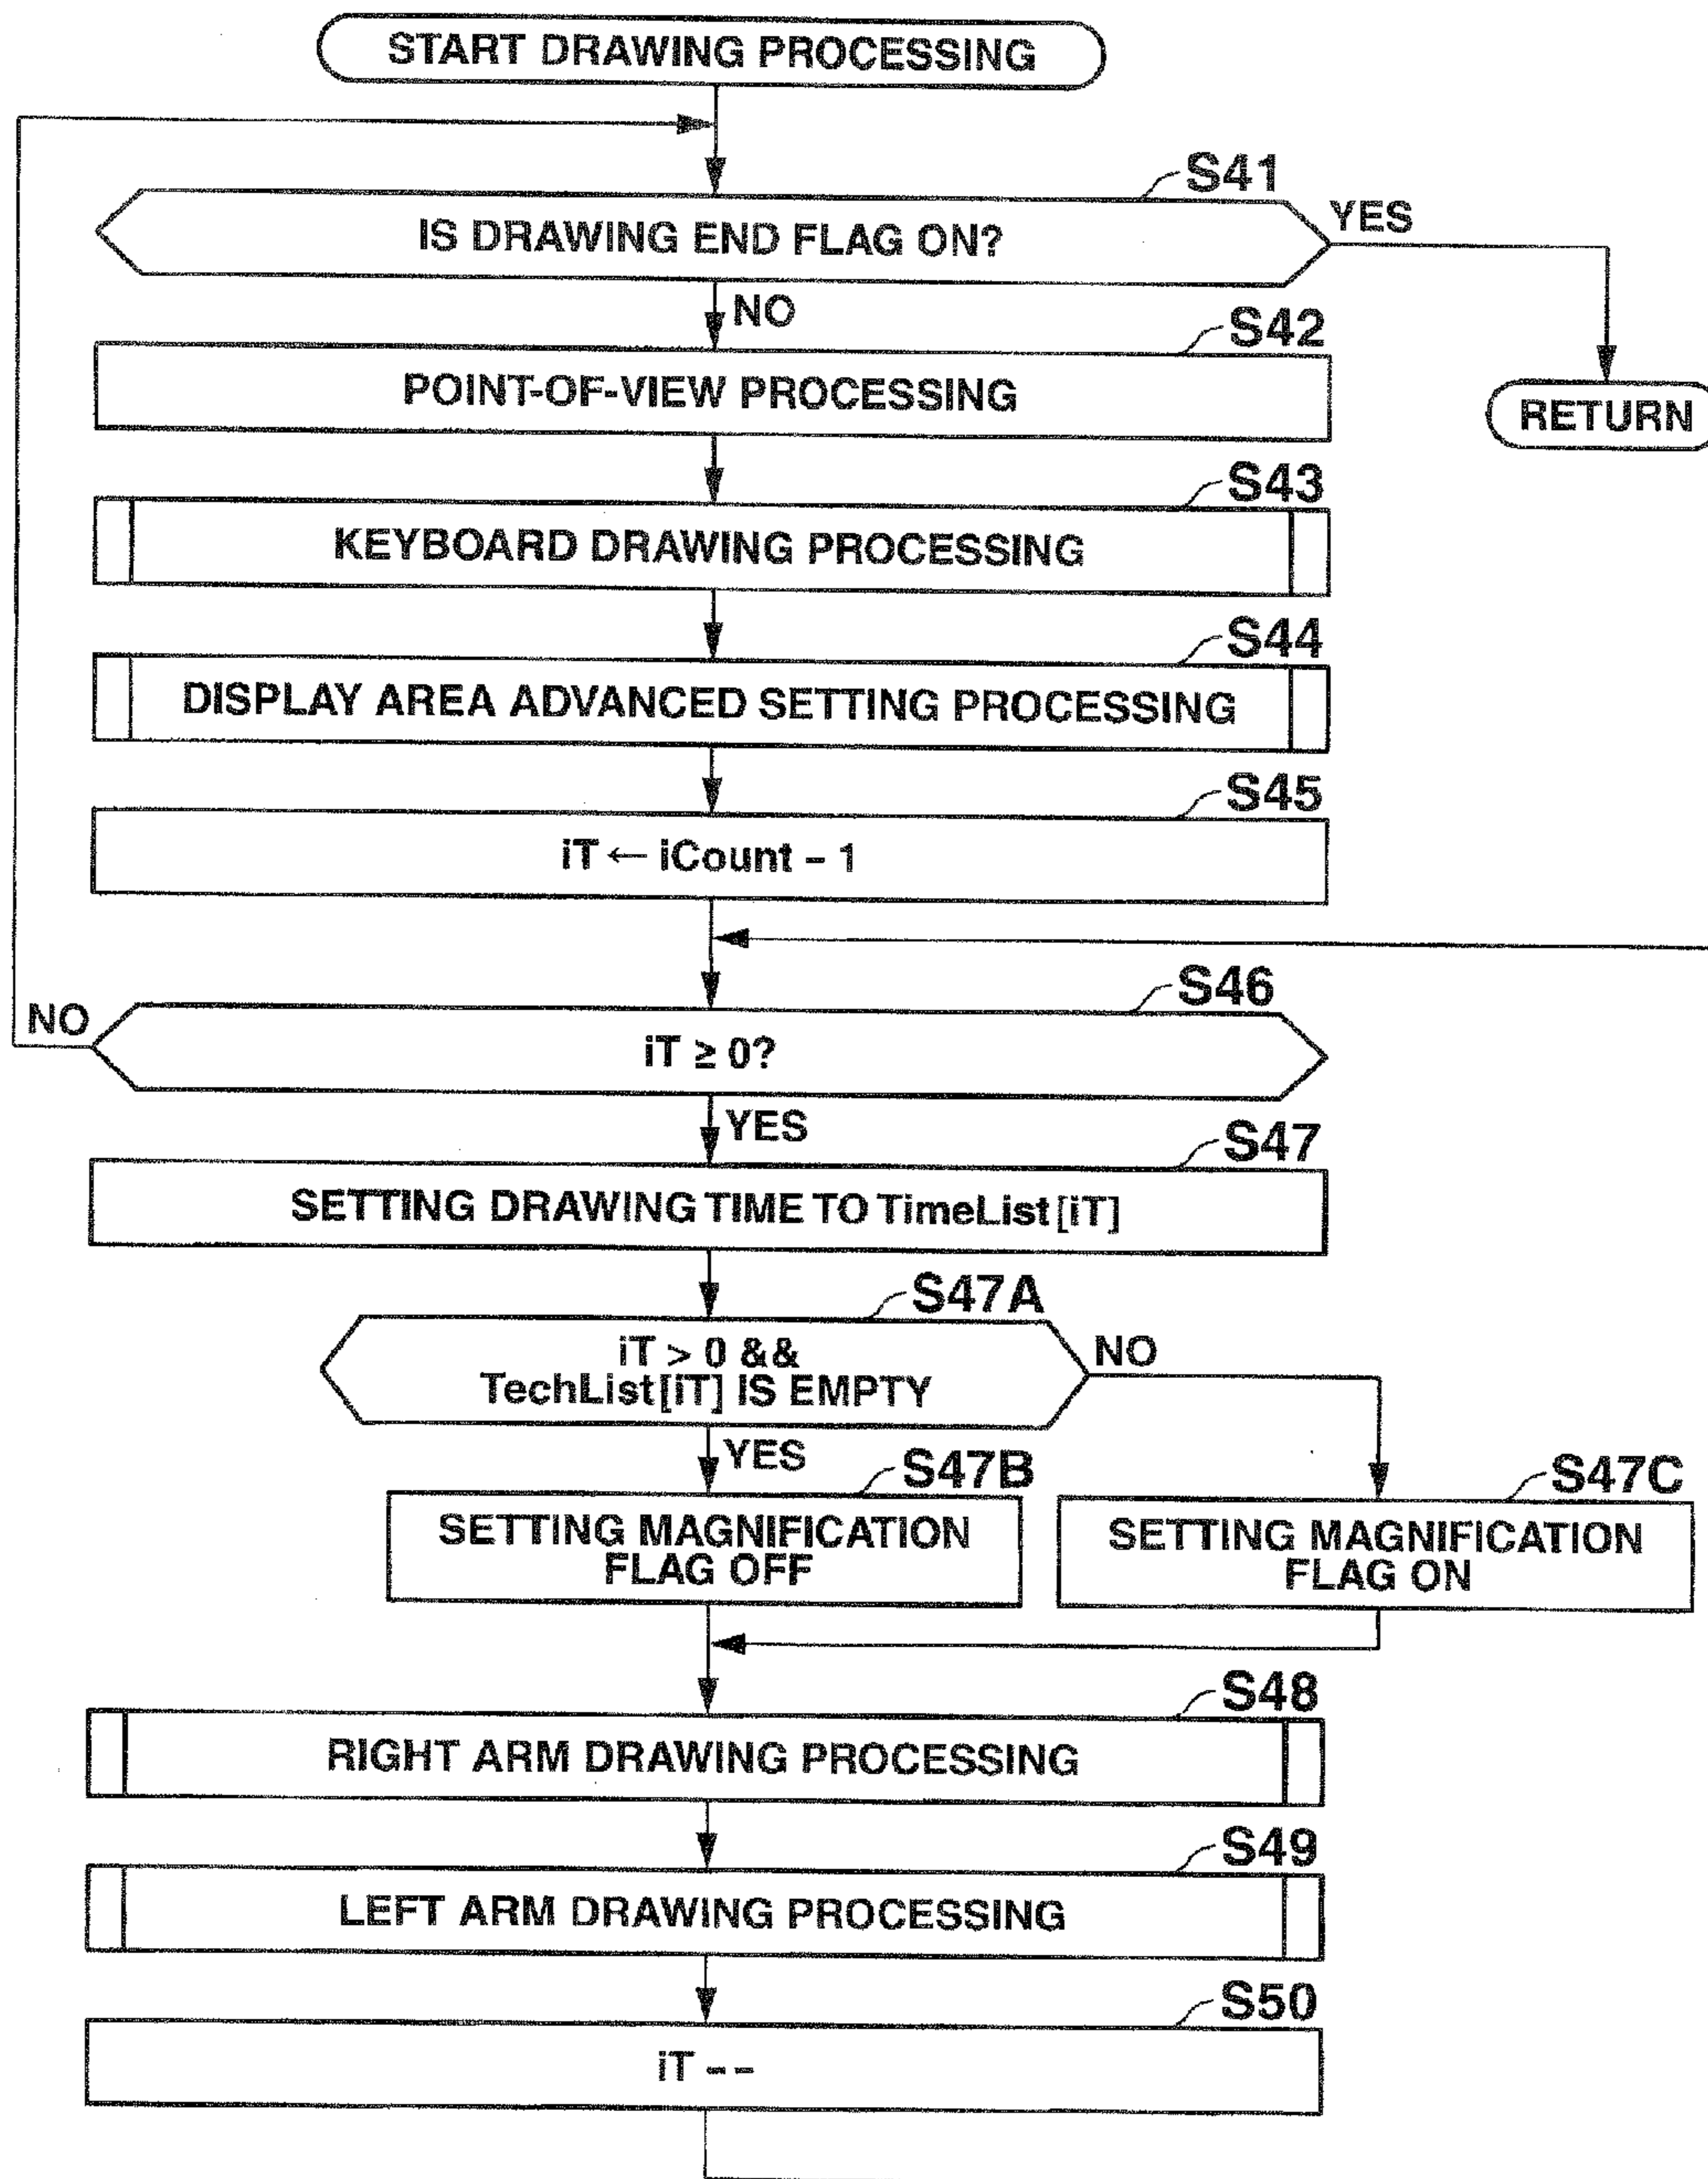 START DRAWING PROCESSING
S41
IS DRAWING END FLAG ON?
YES
NO
S42
POINT-OF-VIEW PROCESSING
RETURN
S43
KEYBOARD DRAWING PROCESSING
S44
DISPLAY AREA ADVANCED SETTING PROCESSING
S45
iT ← iCount – 1
S46
NO
iT ≥ 0?
YES
S47
SETTING DRAWING TIME TO TimeList [iT]
S47A
iT > 0 &&
TechList [iT] IS EMPTY
NO
YES
S47B
SETTING MAGNIFICATION
FLAG OFF
S47C
SETTING MAGNIFICATION
FLAG ON
S48
RIGHT ARM DRAWING PROCESSING
S49
LEFT ARM DRAWING PROCESSING
S50
iT – –